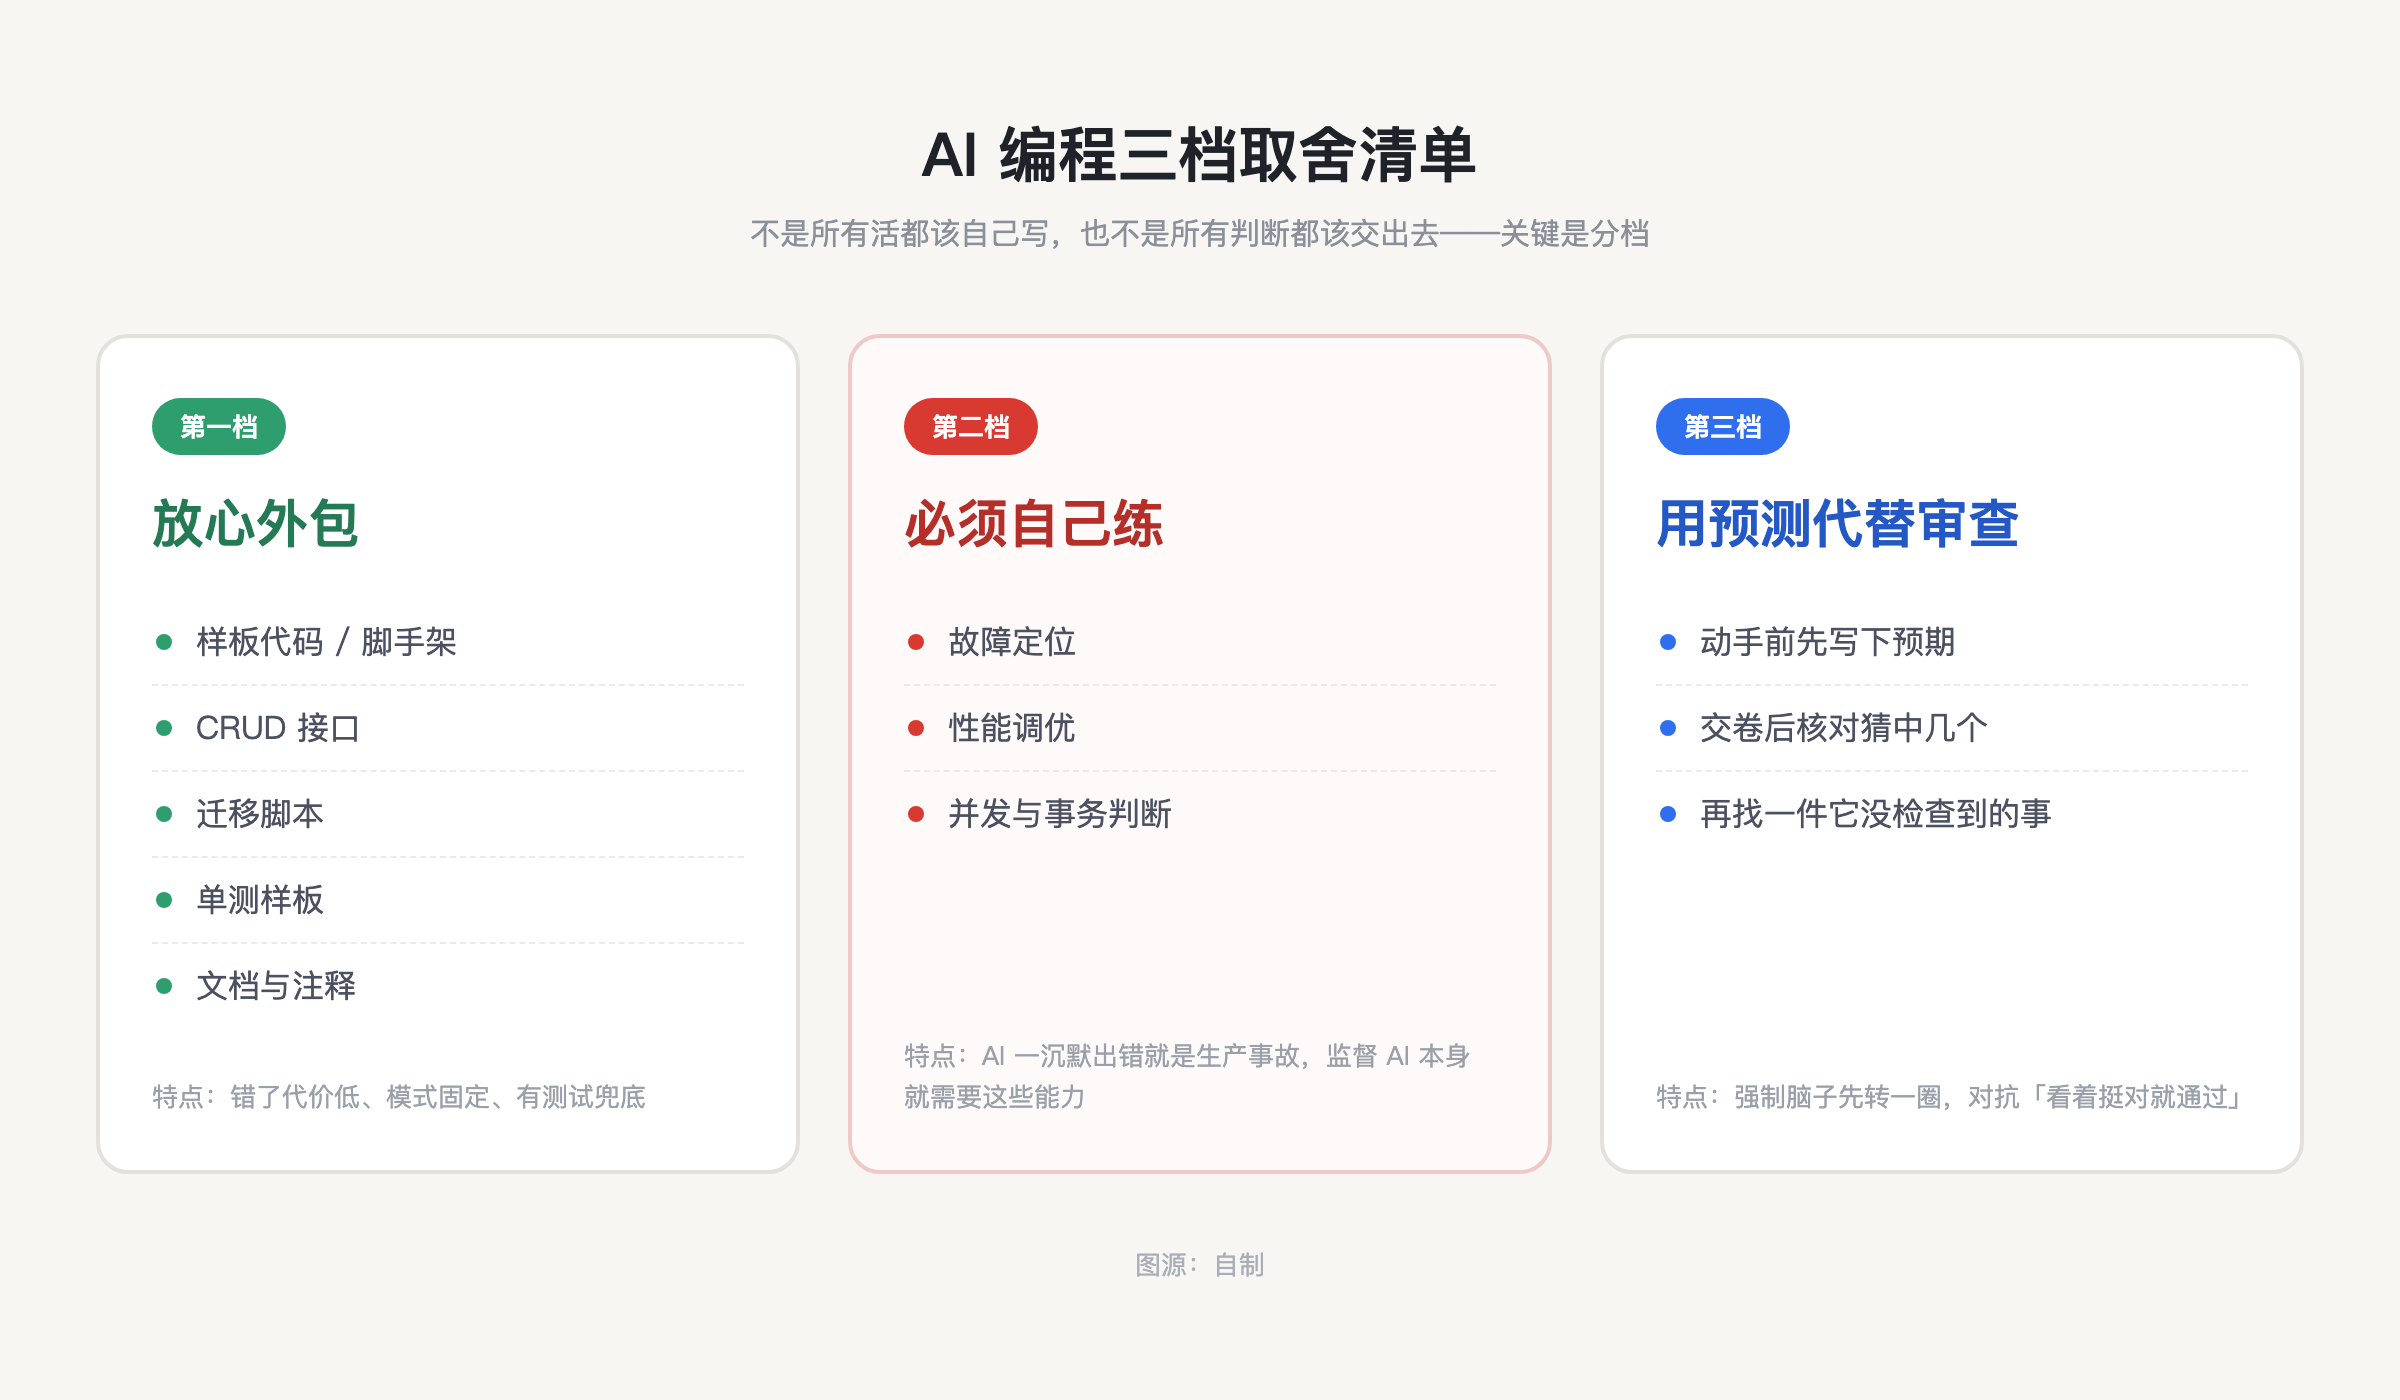 AI 编程三档取舍清单
不是所有活都该自己写，也不是所有判断都该交出去——关键是分档
第一档
放心外包
样板代码 / 脚手架
CRUD 接口
迁移脚本
单测样板
文档与注释
特点：错了代价低、模式固定、有测试兜底
第二档
必须自己练
故障定位
性能调优
并发与事务判断
特点：AI 一沉默出错就是生产事故，监督 AI 本身
就需要这些能力
第三档
用预测代替审查
动手前先写下预期
交卷后核对猜中几个
再找一件它没检查到的事
特点：强制脑子先转一圈，对抗「看着挺对就通过」
图源：自制